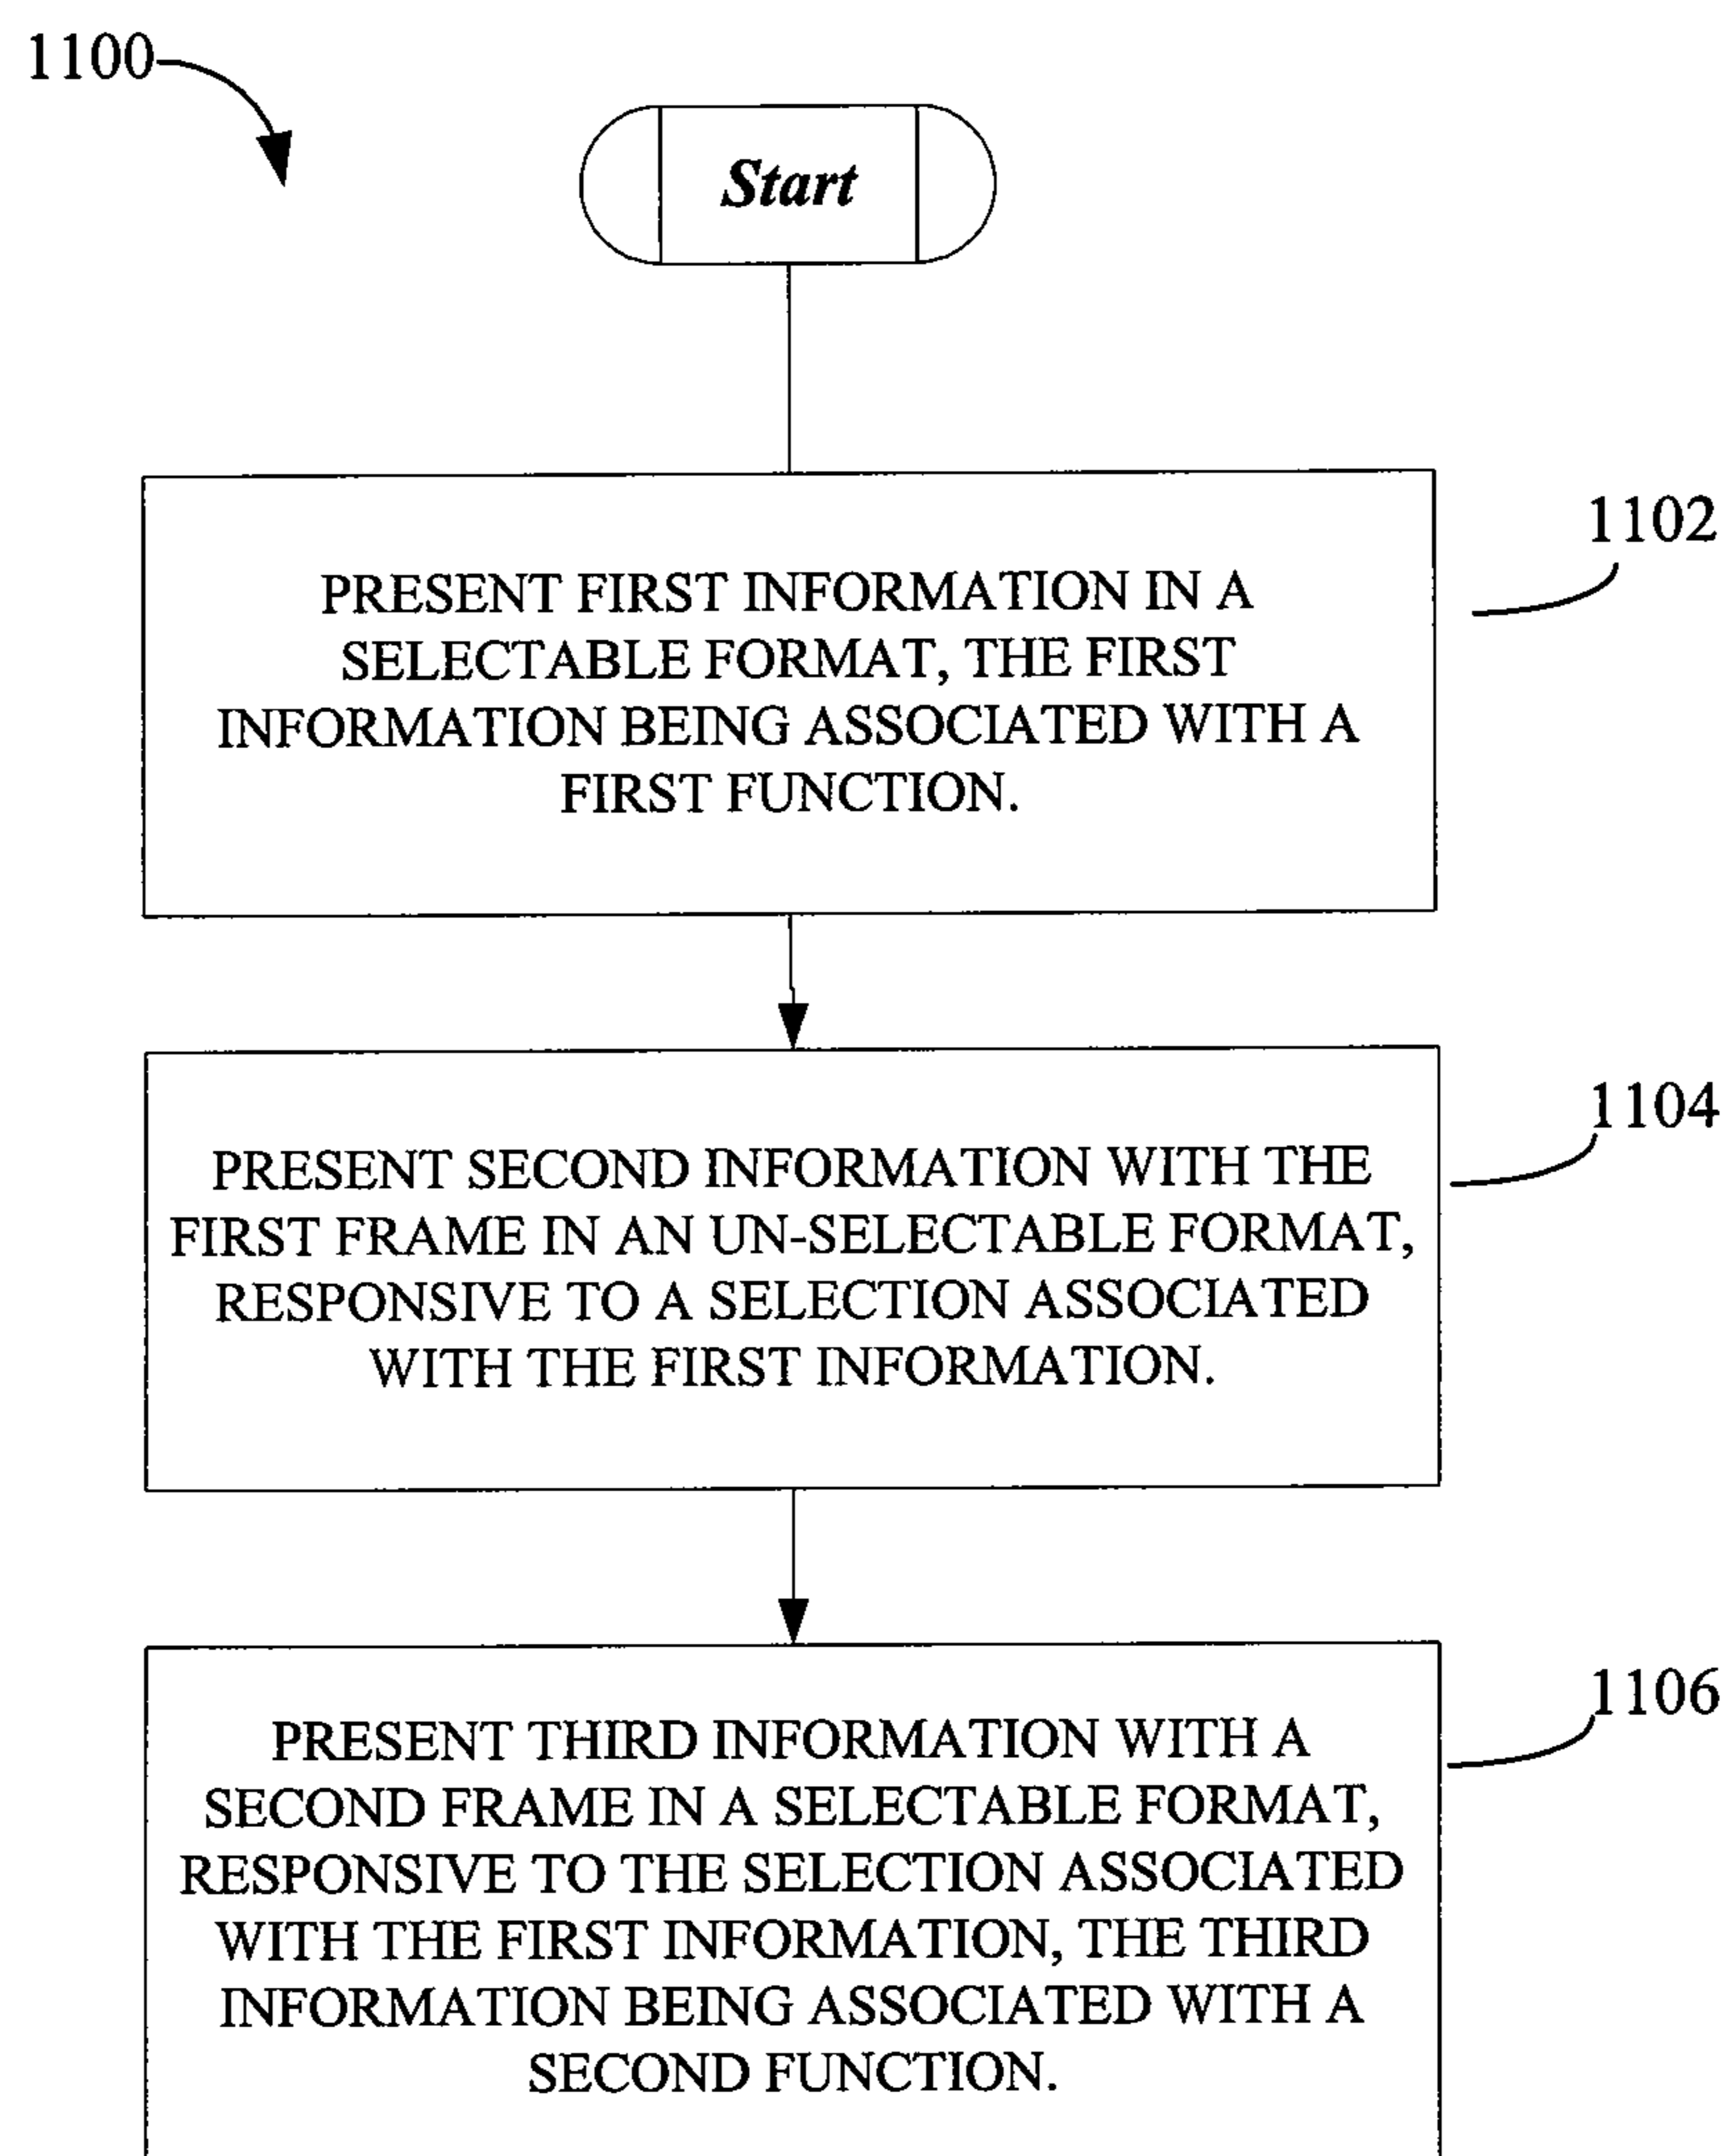 1100
Start
1102
PRESENT FIRST INFORMATION IN A
SELECTABLE FORMAT, THE FIRST
INFORMATION BEING ASSOCIATED WITH A
FIRST FUNCTION.
1104
PRESENT SECOND INFORMATION WITH THE
FIRST FRAME IN AN UN-SELECTABLE FORMAT,
RESPONSIVE TO A SELECTION ASSOCIATED
WITH THE FIRST INFORMATION.
1106
PRESENT THIRD INFORMATION WITH A
SECOND FRAME IN A SELECTABLE FORMAT,
RESPONSIVE TO THE SELECTION ASSOCIATED
WITH THE FIRST INFORMATION, THE THIRD
INFORMATION BEING ASSOCIATED WITH A
SECOND FUNCTION.